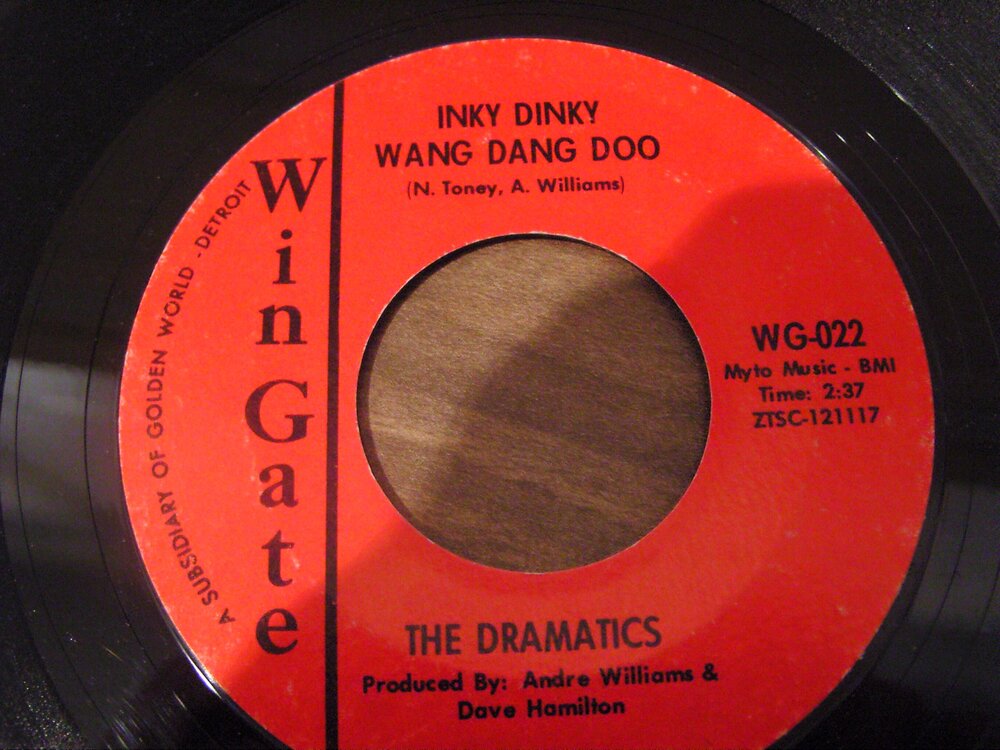 INKY DINKY
WANG DANG DOO
(N. Toney, A. Williams)
WinGate
A SUBSIDIARY OF GOLDEN WORLD - DETROIT
WG-022
Myto Music - BMI
Time: 2:37
ZTSC-121117
THE DRAMATICS
Produced By: Andre Williams &
Dave Hamilton